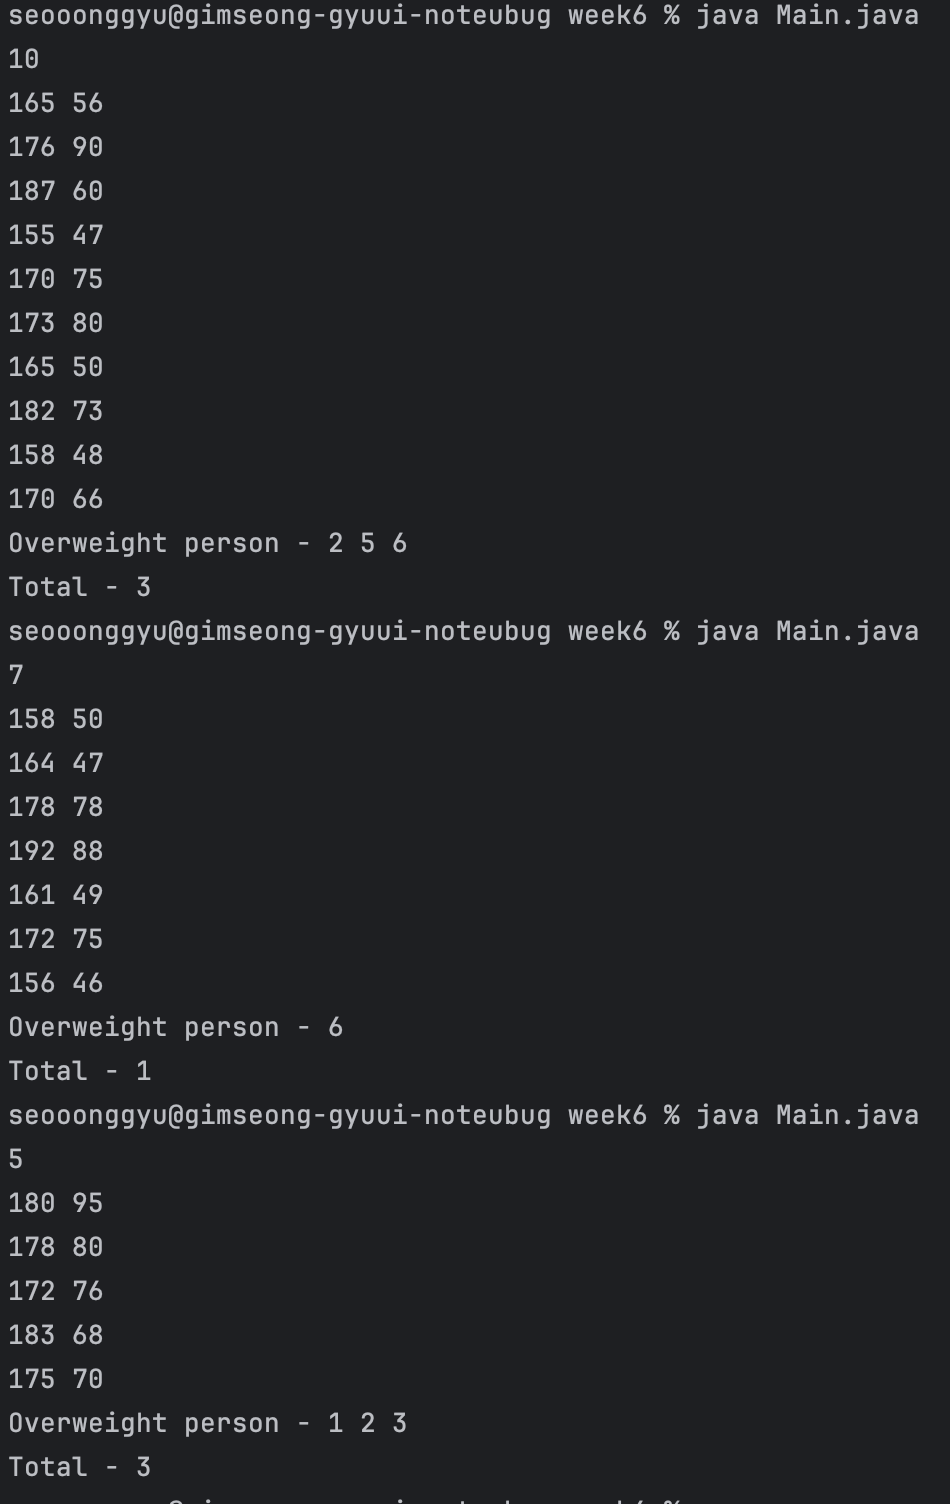 seooonggyu@gimseong-gyuui-noteubug week6 % java Main.java
10
165 56
176 90
187 60
155 47
170 75
173 80
165 50
182 73
158 48
170 66
Overweight person - 2 5 6
Total - 3
seooonggyu@gimseong-gyuui-noteubug week6 % java Main.java
7
158 50
164 47
178 78
192 88
161 49
172 75
156 46
Overweight person - 6
Total - 1
seooonggyu@gimseong-gyuui-noteubug week6 % java Main.java
5
180 95
178 80
172 76
183 68
175 70
Overweight person - 1 2 3
Total - 3